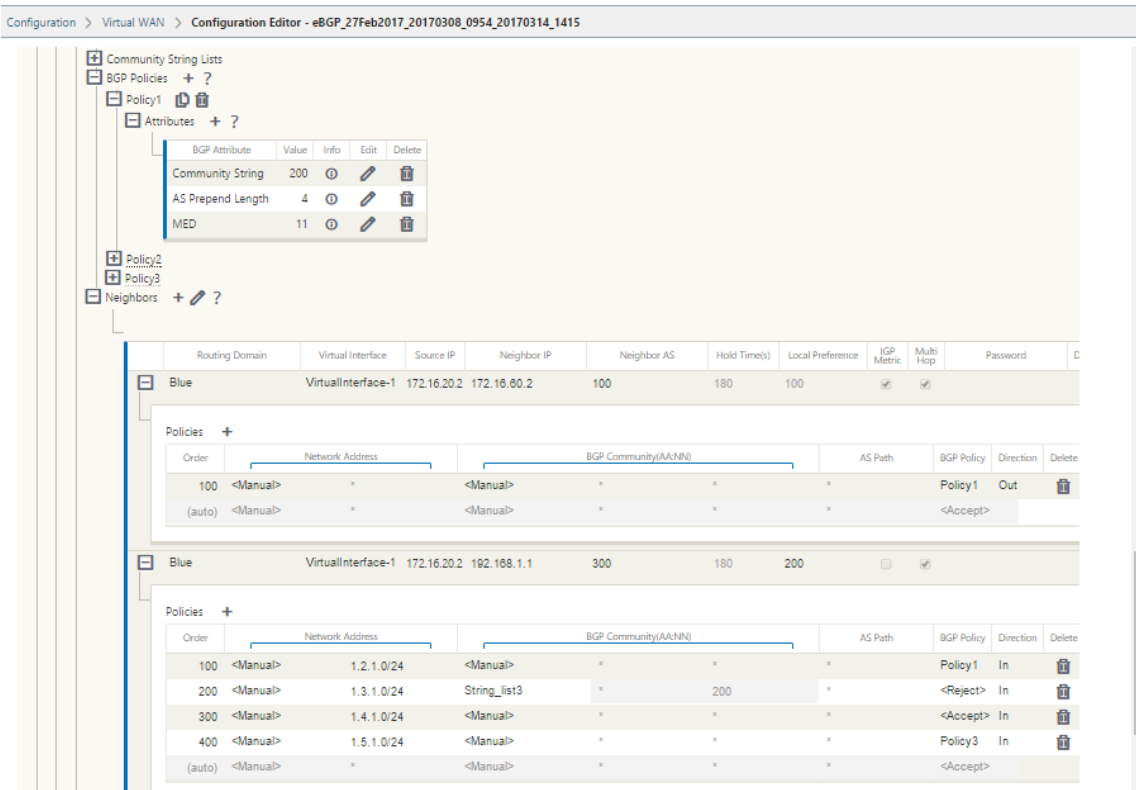 Configuration > Virtual WAN > Configuration Editor - eBGP_27Feb2017_20170308_0954_20170314_1415
Community String Lists
BGP Policies + ?
Policy1
Attributes + ?
BGP Attribute Value Info Edit Delete
Community String 200
AS Prepend Length 4
MED 11
Policy2
Policy3
Neighbors + ?
Routing Domain Virtual Interface Source IP Neighbor IP Neighbor AS Hold Time(s) Local Preference IGP Metric Multi Hop Password D
Blue VirtualInterface-1 172.16.20.2 172.16.60.2 100 180 100
Policies +
Order Network Address BGP Community(AA:NN) AS Path BGP Policy Direction Delete
100 <Manual> * <Manual> * * * Policy1 Out
(auto) <Manual> * <Manual> * * * <Accept>
Blue VirtualInterface-1 172.16.20.2 192.168.1.1 300 180 200
Policies +
Order Network Address BGP Community(AA:NN) AS Path BGP Policy Direction Delete
100 <Manual> 1.2.1.0/24 <Manual> * * * Policy1 In
200 <Manual> 1.3.1.0/24 String_list3 * 200 * <Reject> In
300 <Manual> 1.4.1.0/24 <Manual> * * * <Accept> In
400 <Manual> 1.5.1.0/24 <Manual> * * * Policy3 In
(auto) <Manual> * <Manual> * * * <Accept>